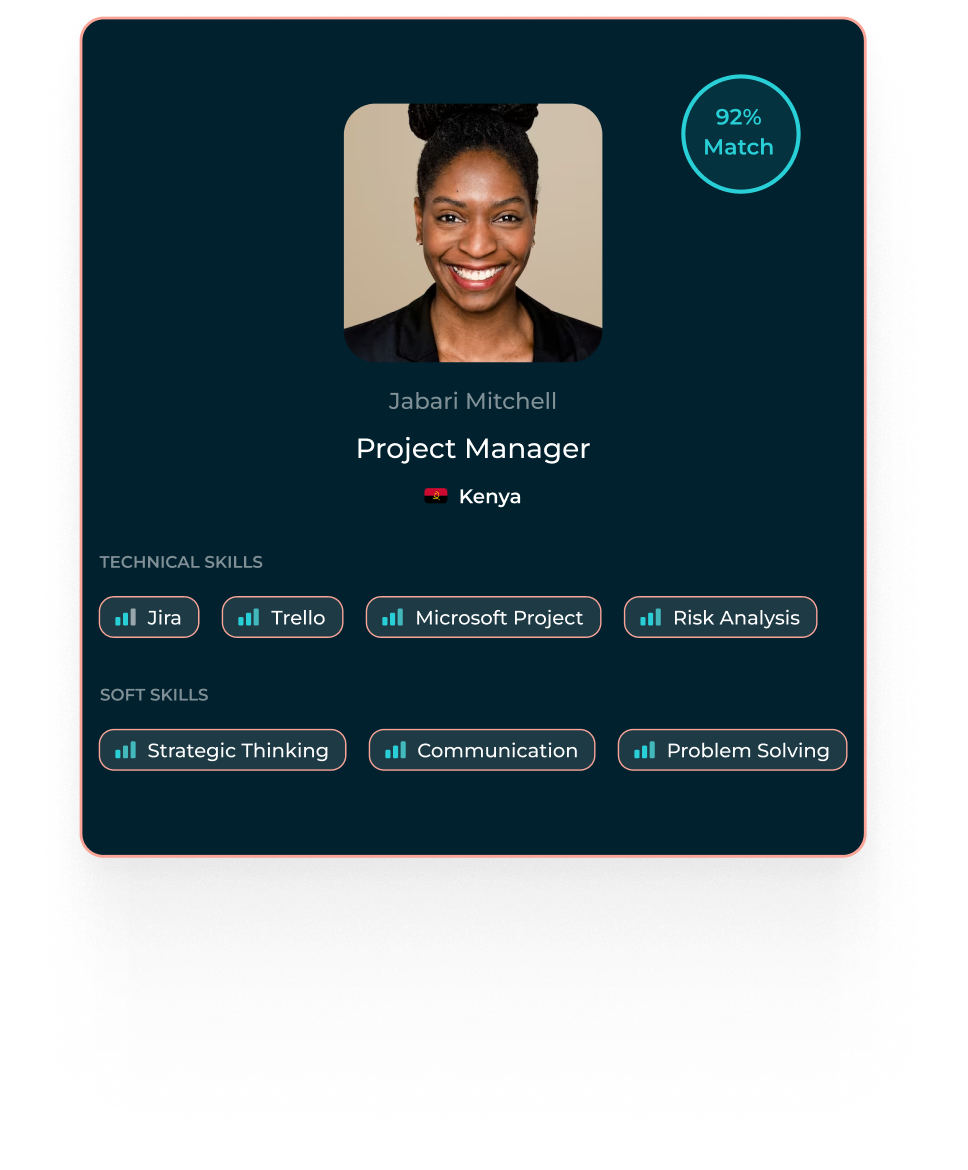 92%
Match
Jabari Mitchell
Project Manager
Kenya
TECHNICAL SKILLS
Jira Trello Microsoft Project Risk Analysis
SOFT SKILLS
Strategic Thinking Communication Problem Solving